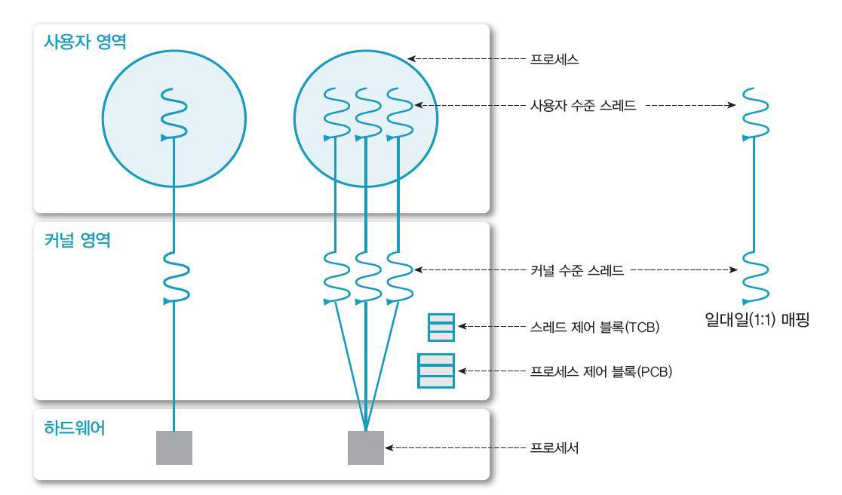 사용자 영역
프로세스
사용자 수준 스레드
커널 영역
커널 수준 스레드
일대일(1:1) 매핑
스레드 제어 블록(TCB)
프로세스 제어 블록(PCB)
하드웨어
프로세서